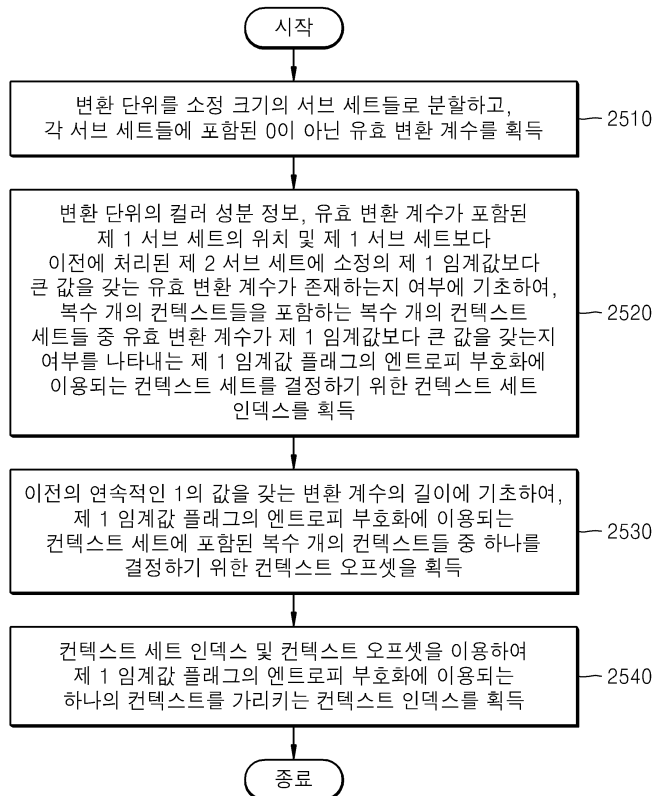 시작
변환 단위를 소정 크기의 서브 세트들로 분할하고,
각 서브 세트들에 포함된 0이 아닌 유효 변환 계수를 획득
2510
변환 단위의 컬러 성분 정보, 유효 변환 계수가 포함된
제 1 서브 세트의 위치 및 제 1 서브 세트보다
이전에 처리된 제 2 서브 세트에 소정의 제 1 임계값보다
큰 값을 갖는 유효 변환 계수가 존재하는지 여부에 기초하여,
복수 개의 컨텍스트들을 포함하는 복수 개의 컨텍스트
세트들 중 유효 변환 계수가 제 1 임계값보다 큰 값을 갖는지
여부를 나타내는 제 1 임계값 플래그의 엔트로피 부호화에
이용되는 컨텍스트 세트를 결정하기 위한 컨텍스트 세트
인덱스를 획득
2520
이전의 연속적인 1의 값을 갖는 변환 계수의 길이에 기초하여,
제 1 임계값 플래그의 엔트로피 부호화에 이용되는
컨텍스트 세트에 포함된 복수 개의 컨텍스트들 중 하나를
결정하기 위한 컨텍스트 오프셋을 획득
2530
컨텍스트 세트 인덱스 및 컨텍스트 오프셋을 이용하여
제 1 임계값 플래그의 엔트로피 부호화에 이용되는
하나의 컨텍스트를 가리키는 컨텍스트 인덱스를 획득
2540
종료